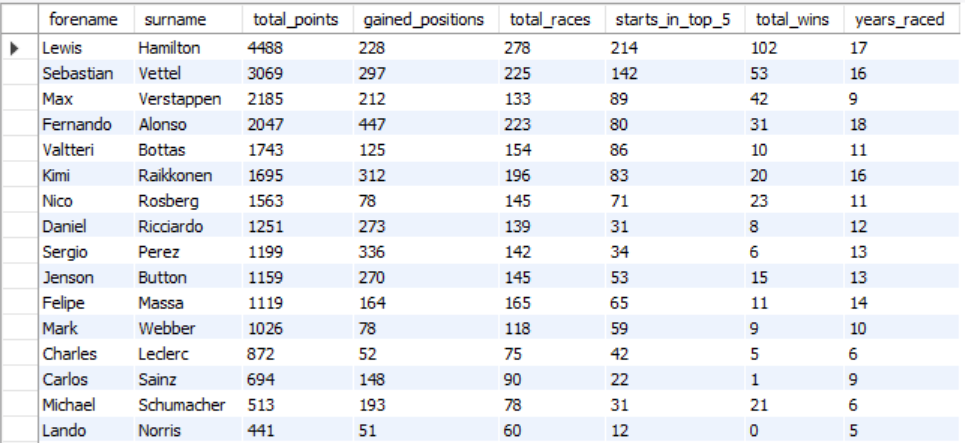 forename surname total_points gained_positions total_races starts_in_top_5 total_wins years_raced
Lewis Hamilton 4488 228 278 214 102 17
Sebastian Vettel 3069 297 225 142 53 16
Max Verstappen 2185 212 133 89 42 9
Fernando Alonso 2047 447 223 80 31 18
Valtteri Bottas 1743 125 154 86 10 11
Kimi Raikkonen 1695 312 196 83 20 16
Nico Rosberg 1563 78 145 71 23 11
Daniel Ricciardo 1251 273 139 31 8 12
Sergio Perez 1199 336 142 34 6 13
Jenson Button 1159 270 145 53 15 13
Felipe Massa 1119 164 165 65 11 14
Mark Webber 1026 78 118 59 9 10
Charles Leclerc 872 52 75 42 5 6
Carlos Sainz 694 148 90 22 1 9
Michael Schumacher 513 193 78 31 21 6
Lando Norris 441 51 60 12 0 5